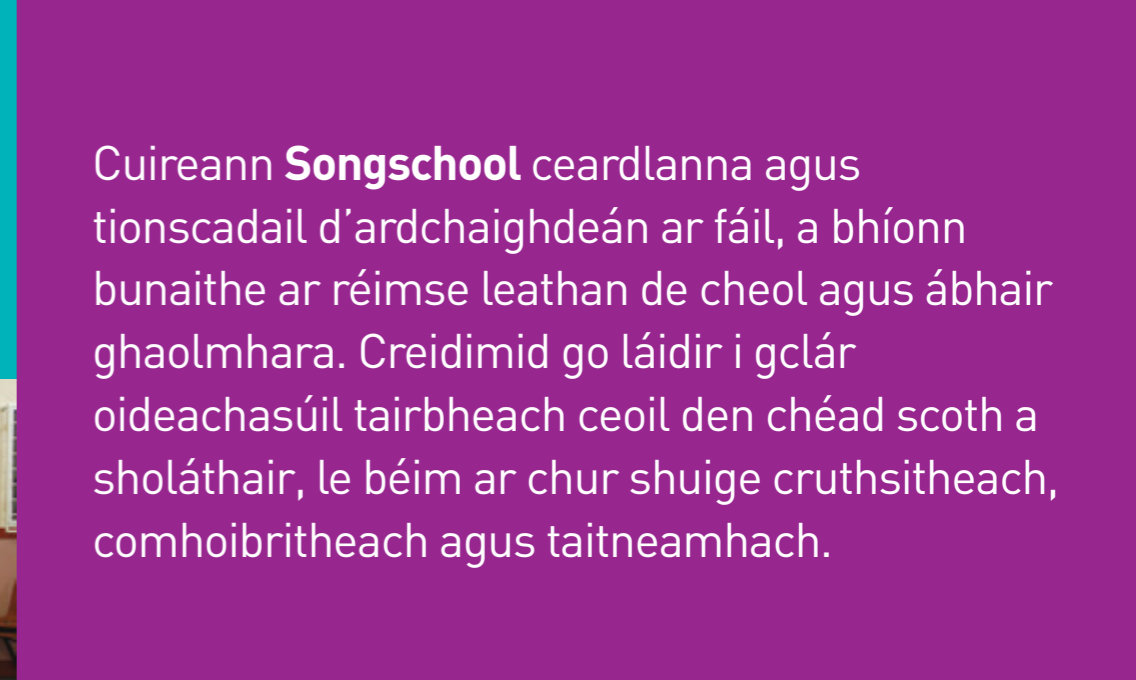 Cuireann Songschool ceardlanna agus
tionscadail d’ardchaighdeán ar fáil, a bhíonn
bunaithe ar réimse leathan de cheol agus ábhair
ghaolmhara. Creidimid go láidir i gclár
oideachasúil tairbheach ceoil den chéad scoth a
sholáthair, le béim ar chur shuige cruthsitheach,
comhoibritheach agus taitneamhach.